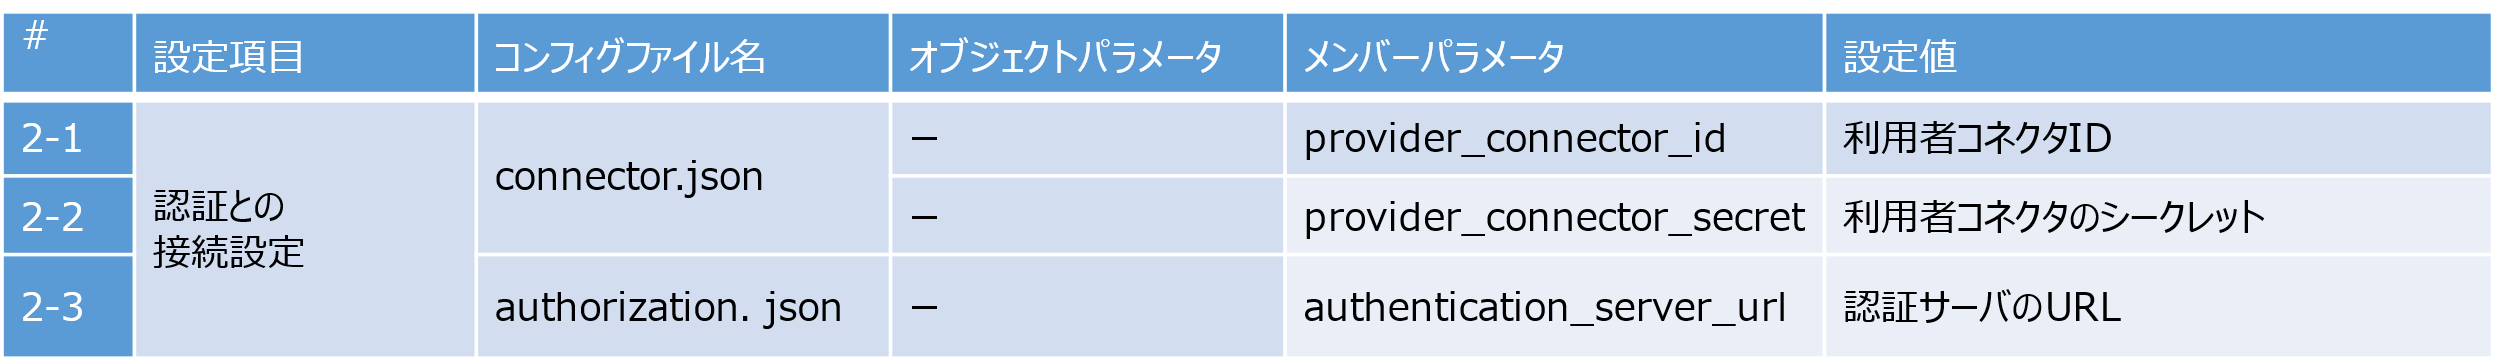 #
設定項目
コンフィグファイル名
オブジェクトパラメータ
メンバーパラメータ
設定値
2-1
認証との
接続設定
connector.json
ー
provider_connector_id
利用者コネクタID
2-2
ー
provider_connector_secret
利用者コネクタのシークレット
2-3
authorization. json
ー
authentication_server_url
認証サーバのURL